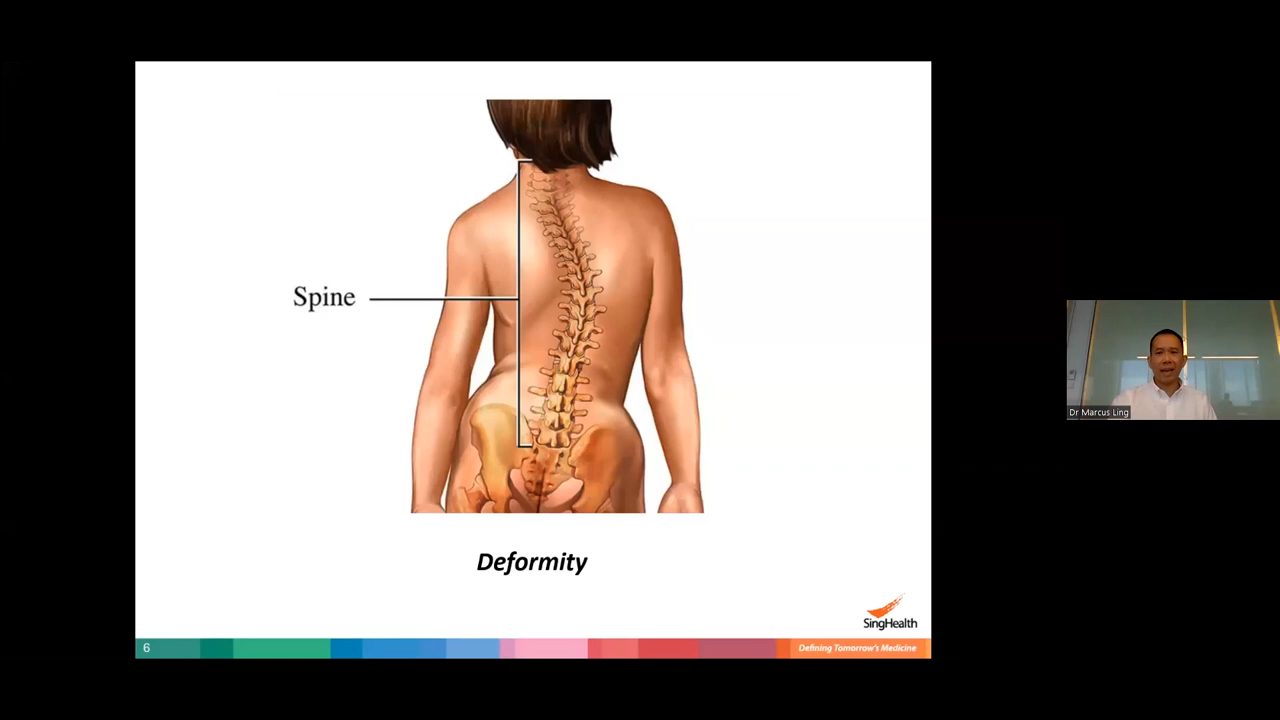 Spine
Deformity
SingHealth
6
Defining Tomorrow's Medicine
Dr Marcus Ling